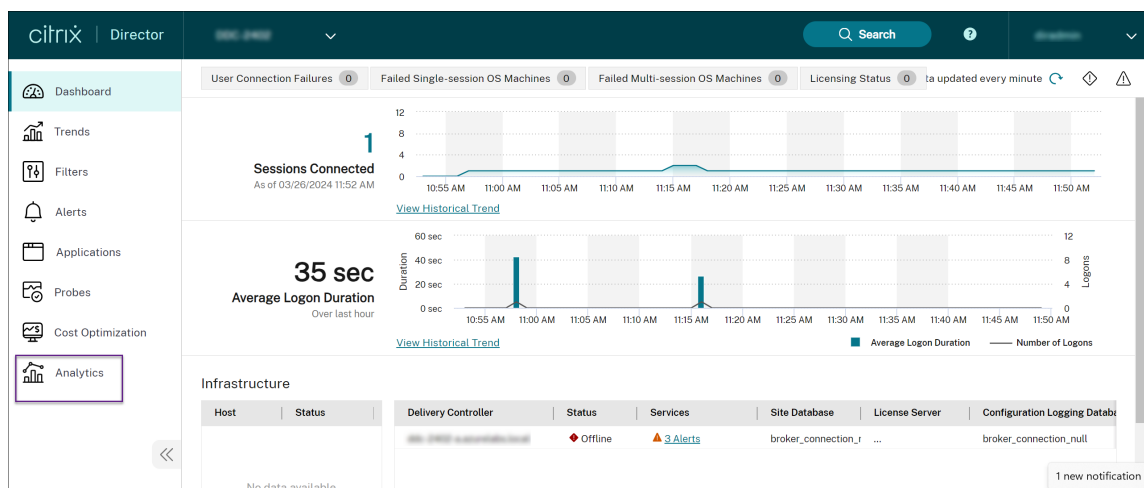 citrix | Director
Search
?
Dashboard
Trends
Filters
Alerts
Applications
Probes
Cost Optimization
Analytics
User Connection Failures 0
Failed Single-session OS Machines 0
Failed Multi-session OS Machines 0
Licensing Status 0
ta updated every minute
1
Sessions Connected
As of 03/26/2024 11:52 AM
12
8
4
0
10:55 AM 11:00 AM 11:05 AM 11:10 AM 11:15 AM 11:20 AM 11:25 AM 11:30 AM 11:35 AM 11:40 AM 11:45 AM 11:50 AM
View Historical Trend
35 sec
Average Logon Duration
Over last hour
Duration
60 sec
40 sec
20 sec
0 sec
12
8
4
0
Logons
10:55 AM 11:00 AM 11:05 AM 11:10 AM 11:15 AM 11:20 AM 11:25 AM 11:30 AM 11:35 AM 11:40 AM 11:45 AM 11:50 AM
View Historical Trend
Average Logon Duration
Number of Logons
Infrastructure
Host Status
No data available
Delivery Controller Status Services Site Database License Server Configuration Logging Databa
Offline 3 Alerts broker_connection_r ... broker_connection_null
1 new notification